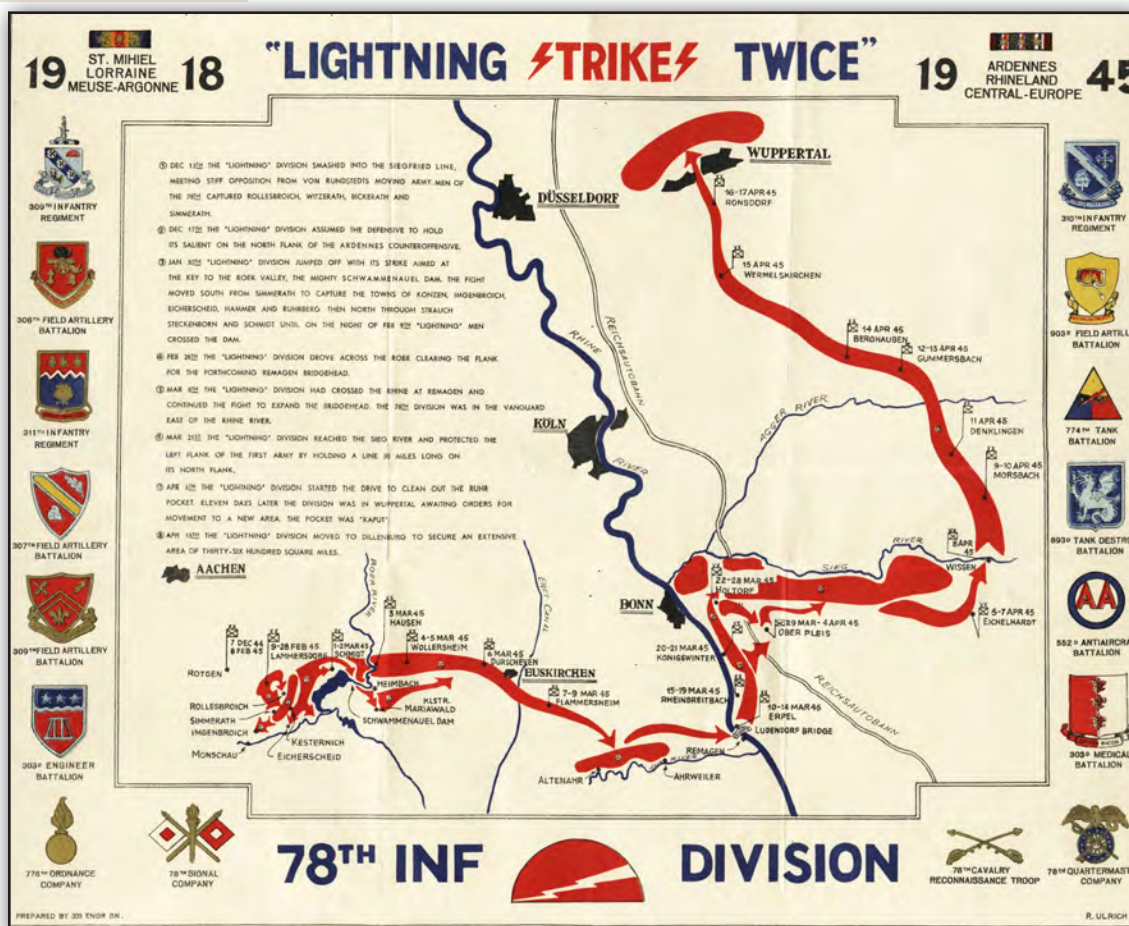 "LIGHTNING STRIKES TWICE"
19 ST. MIHIEL 18
LORRAINE
MEUSE-ARGONNE
19 ARDENNES 45
RHINELAND
CENTRAL-EUROPE
309TH INFANTRY
REGIMENT
308TH FIELD ARTILLERY
BATTALION
311TH INFANTRY
REGIMENT
307TH FIELD ARTILLERY
BATTALION
309TH FIELD ARTILLERY
BATTALION
303D ENGINEER
BATTALION
778TH ORDNANCE
COMPANY
78TH SIGNAL
COMPANY
① DEC 13TH THE "LIGHTNING" DIVISION SMASHED INTO THE SIEGFRIED LINE,
MEETING STIFF OPPOSITION FROM VON RUNDSTEDTS MOVING ARMY. MEN OF
THE 78TH CAPTURED ROLLESBROICH, WITZERATH, BICKERATH AND
SIMMERATH.
② DEC 17TH THE "LIGHTNING" DIVISION ASSUMED THE DEFENSIVE TO HOLD
ITS SALIENT ON THE NORTH FLANK OF THE ARDENNES COUNTEROFFENSIVE.
③ JAN 30TH "LIGHTNING" DIVISION JUMPED OFF WITH ITS STRIKE AIMED AT
THE KEY TO THE ROER VALLEY, THE MIGHTY SCHWAMMENAUEL DAM. THE FIGHT
MOVED SOUTH FROM SIMMERATH TO CAPTURE THE TOWNS OF KONZEN, IMGENBROICH,
EICHERSCHEID, HAMMER AND RUHRBERG THEN NORTH THROUGH STRAUCH
STECKENBORN AND SCHMIDT UNTIL ON THE NIGHT OF FEB 9TH "LIGHTNING" MEN
CROSSED THE DAM.
④ FEB 28TH THE "LIGHTNING" DIVISION DROVE ACROSS THE ROER CLEARING THE FLANK
FOR THE FORTHCOMING REMAGEN BRIDGEHEAD.
⑤ MAR 8TH THE "LIGHTNING" DIVISION HAD CROSSED THE RHINE AT REMAGEN AND
CONTINUED THE FIGHT TO EXPAND THE BRIDGEHEAD. THE 78TH DIVISION WAS IN THE VANGUARD
EAST OF THE RHINE RIVER.
⑥ MAR 21ST THE "LIGHTNING" DIVISION REACHED THE SIEG RIVER AND PROTECTED THE
LEFT FLANK OF THE FIRST ARMY BY HOLDING A LINE 30 MILES LONG ON
ITS NORTH FLANK.
⑦ APR 6TH THE "LIGHTNING" DIVISION STARTED THE DRIVE TO CLEAN OUT THE RUHR
POCKET. ELEVEN DAYS LATER THE DIVISION WAS IN WUPPERTAL AWAITING ORDERS FOR
MOVEMENT TO A NEW AREA. THE POCKET WAS "KAPUT".
THE "LIGHTNING" DIVISION MOVED TO DILLENBURG TO SECURE AN EXTENSIVE
AREA OF THIRTY-SIX HUNDRED SQUARE MILES.
WUPPERTAL
DÜSSELDORF
16-17 APR 45
RONSDORF
15 APR 45
WERMELSKIRCHEN
RHINE
RIVER
REICHSAUTOBAHN
14 APR 45
BERGHAUSEN
12-13 APR 45
GUMMERSBACH
AGGER RIVER
KÖLN
11 APR 45
DENKLINGEN
9-10 APR 45
MORSBACH
8 APR
45
WISSEN
SIEG
RIVER
AACHEN
ROER RIVER
ERFT CANAL
BONN
22-28 MAR 45
HOLTORF
29 MAR-4 APR 45
OBER PLEIS
5-7 APR 45
EICHELHARDT
20-21 MAR 45
KONIGSWINTER
15-19 MAR 45
RHEINBREITBACH
10-14 MAR 45
ERPEL
LUDENDORF BRIDGE
REMAGEN
REICHSAUTOBAHN
3 MAR 45
HAUSEN
7 DEC 44
8 FEB 45
ROTGEN
9-28 FEB 45
LAMMERSDORF
1-2 MAR 45
SCHMIDT
4-5 MAR 45
WOLLERSHEIM
6 MAR 45
DURSCHEVEN
EUSKIRCHEN
7-9 MAR 45
FLAMMERSHEIM
HEIMBACH
KLSTR.
MARIAWALD
SCHWAMMENAUEL DAM
ROLLESBROICH
SIMMERATH
IMGENBROICH
MONSCHAU
KESTERNICH
EICHERSCHEID
ALTENAHR
RIVER
AHRWEILER
310TH INFANTRY
REGIMENT
903D FIELD ARTILL
BATTALION
774TH TANK
BATTALION
893D TANK DESTRO
BATTALION
AA
552D ANTIAIRCRA
BATTALION
303D MEDICAL
BATTALION
78TH CAVALRY
RECONNAISSANCE TROOP
78TH QUARTERMAST
COMPANY
78TH INF DIVISION
PREPARED BY 303 ENGR BN.
R. ULRICH